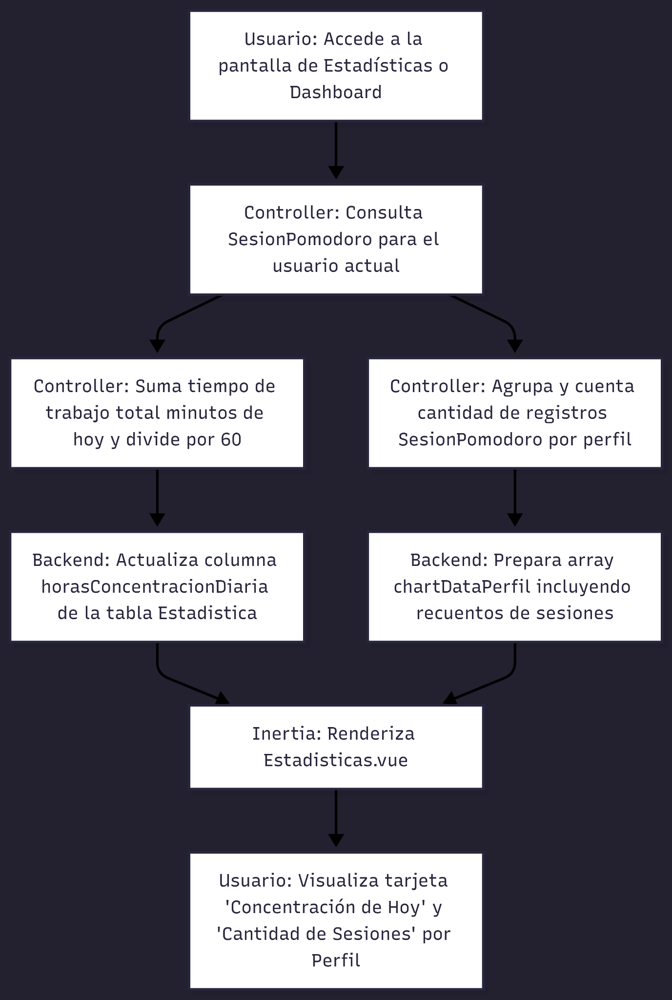 Usuario: Accede a la
pantalla de Estadísticas o
Dashboard
Controller: Consulta
SesionPomodoro para el
usuario actual
Controller: Suma tiempo de
trabajo total minutos de
hoy y divide por 60
Controller: Agrupa y cuenta
cantidad de registros
SesionPomodoro por perfil
Backend: Actualiza columna
horasConcentracionDiaria
de la tabla Estadistica
Backend: Prepara array
chartDataPerfil incluyendo
recuentos de sesiones
Inertia: Renderiza
Estadisticas.vue
Usuario: Visualiza tarjeta
'Concentración de Hoy' y
'Cantidad de Sesiones' por
Perfil